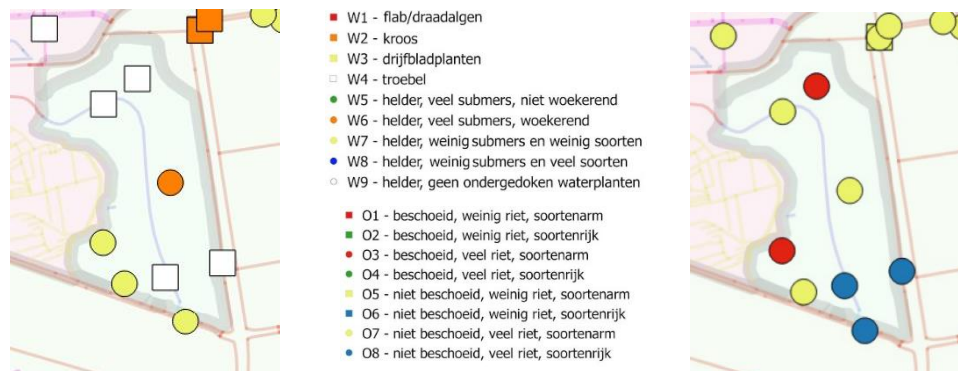 W1 - flab/draadalgen
W2 - kroos
W3 - drijfbladplanten
W4 - troebel
W5 - helder, veel submers, niet woekerend
W6 - helder, veel submers, woekerend
W7 - helder, weinig submers en weinig soorten
W8 - helder, weinig submers en veel soorten
W9 - helder, geen ondergedoken waterplanten
O1 - beschoeid, weinig riet, soortenarm
O2 - beschoeid, weinig riet, soortenrijk
O3 - beschoeid, veel riet, soortenarm
O4 - beschoeid, veel riet, soortenrijk
O5 - niet beschoeid, weinig riet, soortenarm
O6 - niet beschoeid, weinig riet, soortenrijk
O7 - niet beschoeid, veel riet, soortenarm
O8 - niet beschoeid, veel riet, soortenrijk